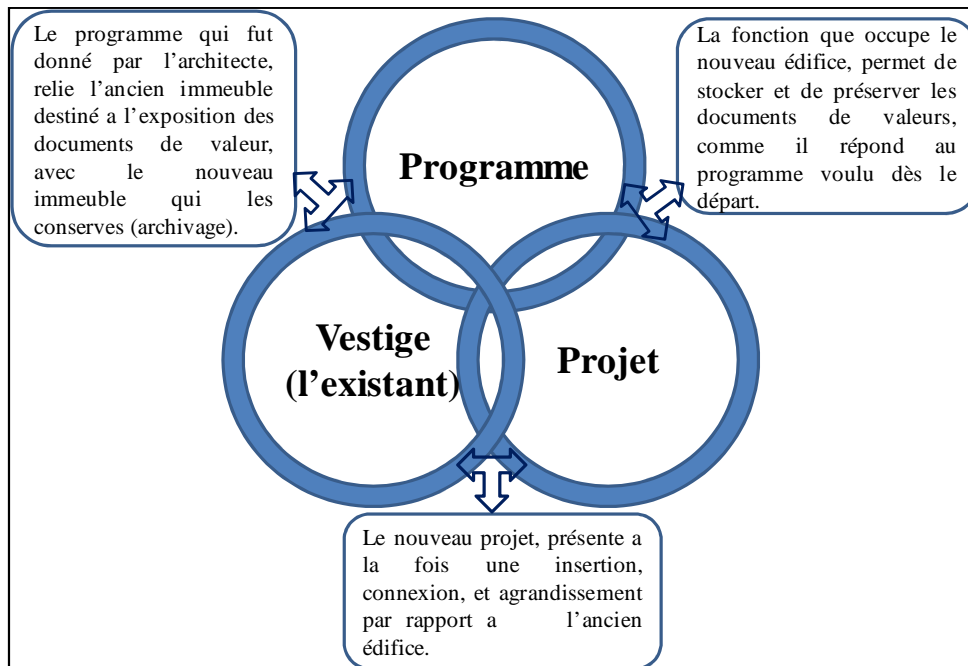 Le programme qui fut
donné par l’architecte,
relie l’ancien immeuble
destiné a l’exposition des
documents de valeur,
avec le nouveau
immeuble qui les
conserves (archivage).
La fonction que occupe le
nouveau édifice, permet de
stocker et de préserver les
documents de valeurs,
comme il répond au
programme voulu dès le
départ.
Programme
Vestige
(l’existant)
Projet
Le nouveau projet, présente a
la fois une insertion,
connexion, et agrandissement
par rapport a l’ancien
édifice.